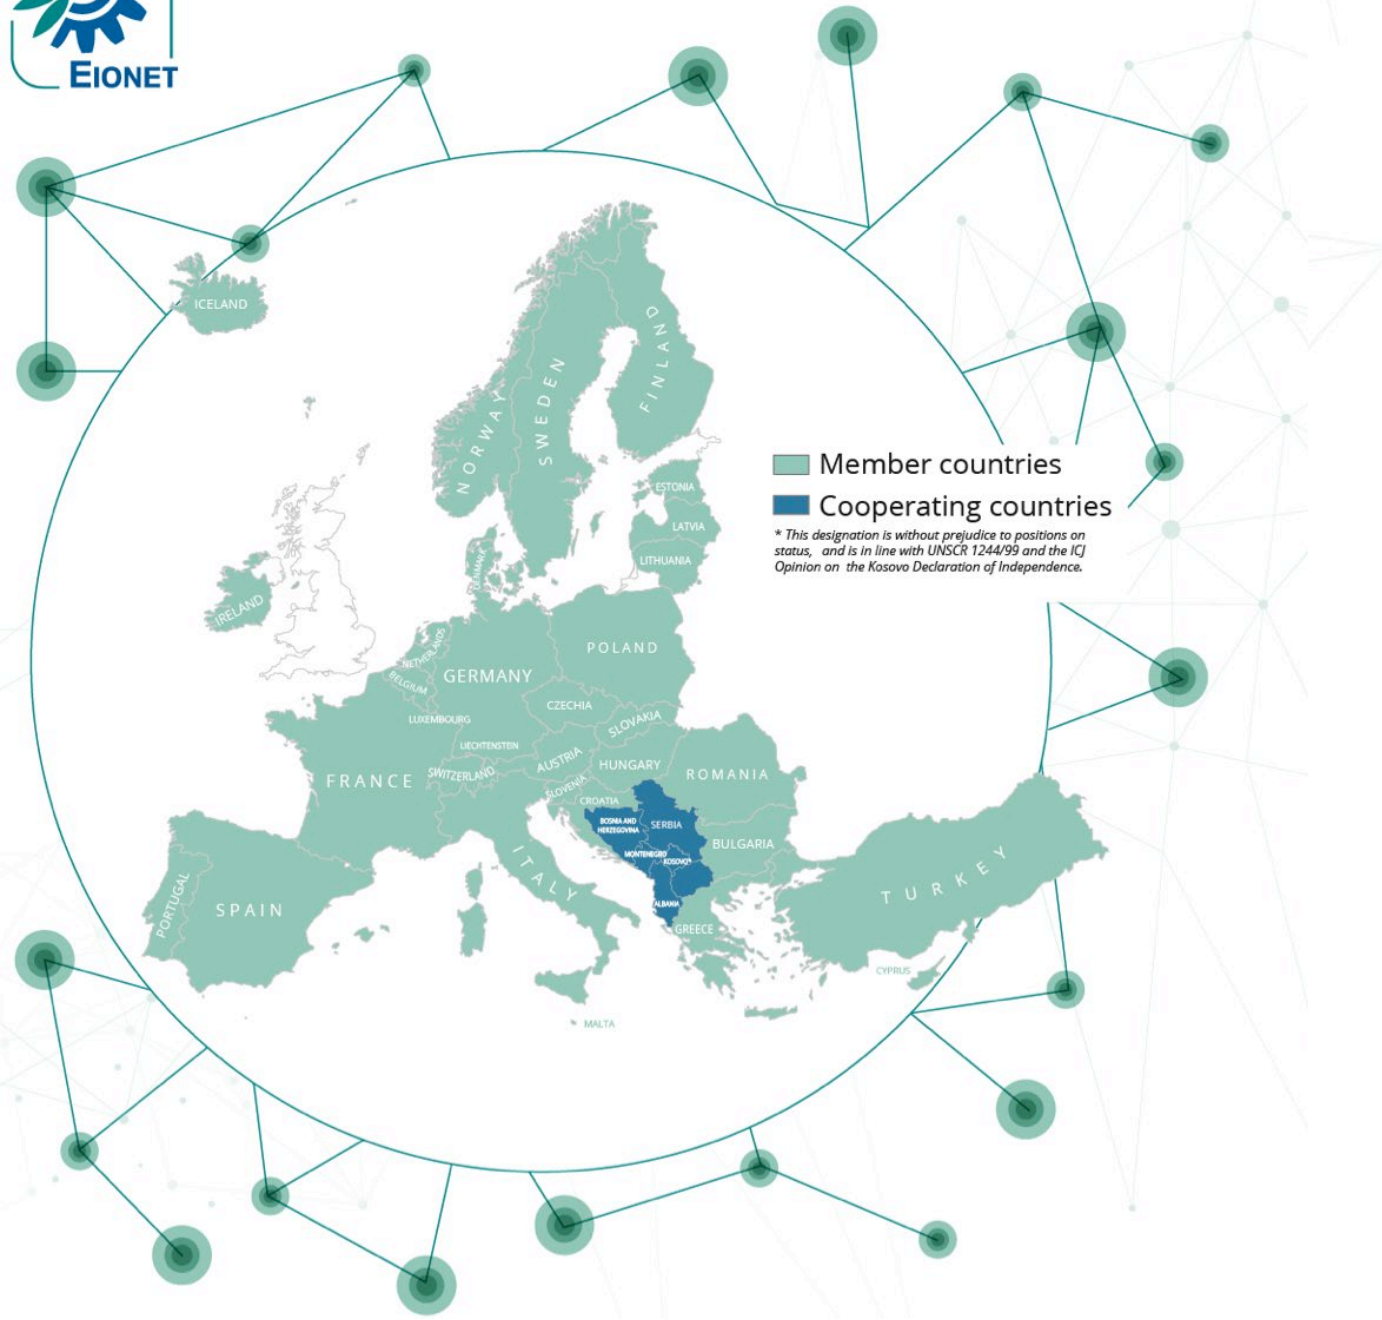 EIONET
ICELAND
NORWAY
SWEDEN
FINLAND
Member countries
Cooperating countries
* This designation is without prejudice to positions on
status, and is in line with UNSCR 1244/99 and the ICJ
Opinion on the Kosovo Declaration of Independence.
ESTONIA
LATVIA
LITHUANIA
DENMARK
IRELAND
NETHERLANDS
BELGIUM
GERMANY
POLAND
LUXEMBOURG
CZECHIA
SLOVAKIA
LIECHTENSTEIN
SWITZERLAND
AUSTRIA
HUNGARY
FRANCE
SLOVENIA
ROMANIA
CROATIA
BOSNIA AND
HERZEGOVINA
SERBIA
MONTENEGRO
KOSOVO*
BULGARIA
ITALY
ALBANIA
PORTUGAL
SPAIN
GREECE
TURKEY
CYPRUS
MALTA